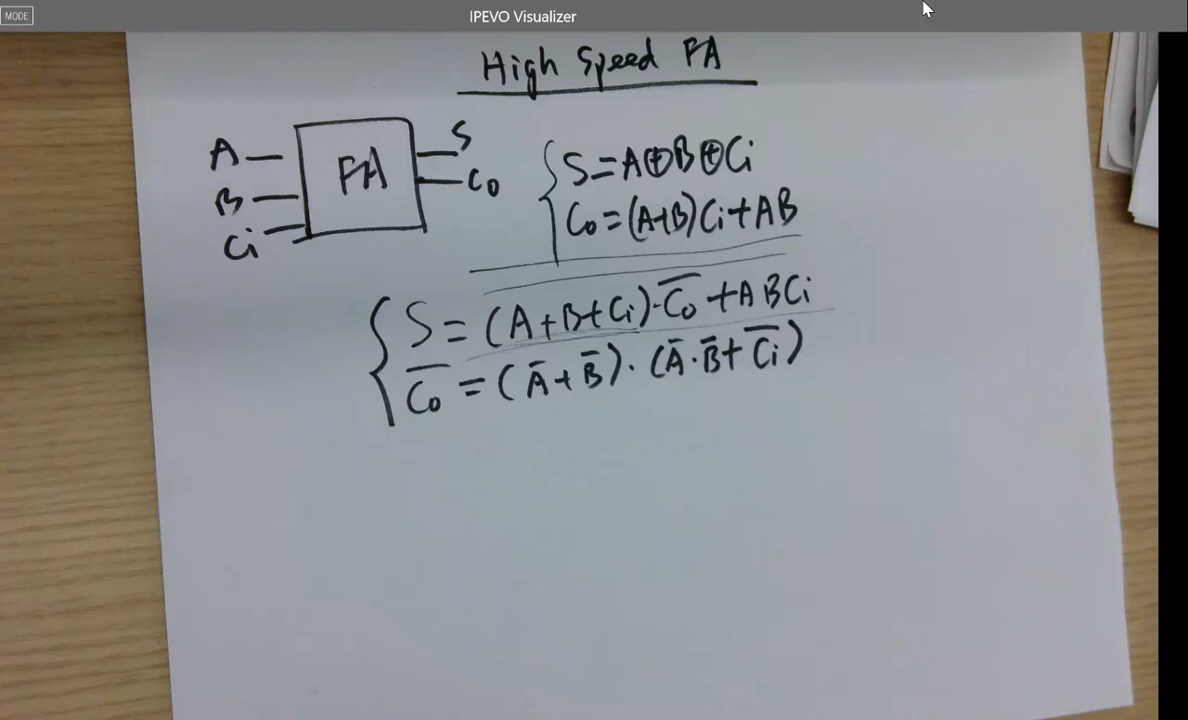 MODE
IPEVO Visualizer
High Speed FA
A
B
Ci
FA
S
Co
S=A⊕B⊕Ci
Co=(A+B)Ci+AB
S=(A+B+Ci)·C̅o̅+ABCi
C̅o̅=(A̅+B̅)·(A̅·B̅+C̅i̅)